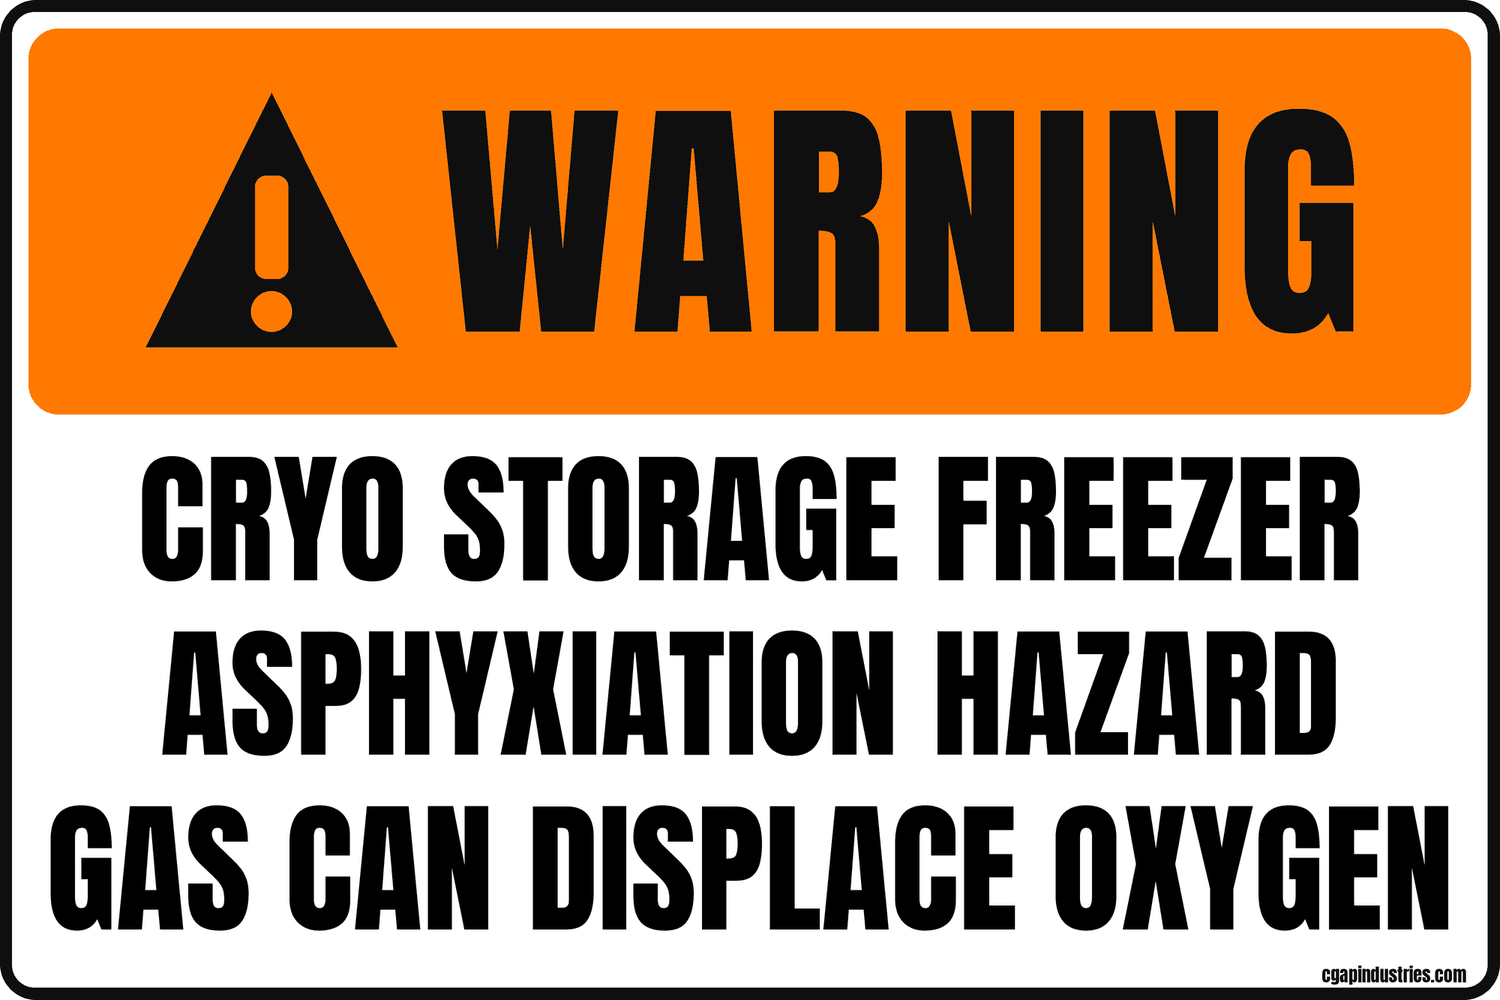 WARNING
CRYO STORAGE FREEZER
ASPHYXIATION HAZARD
GAS CAN DISPLACE OXYGEN
cgapindustries.com